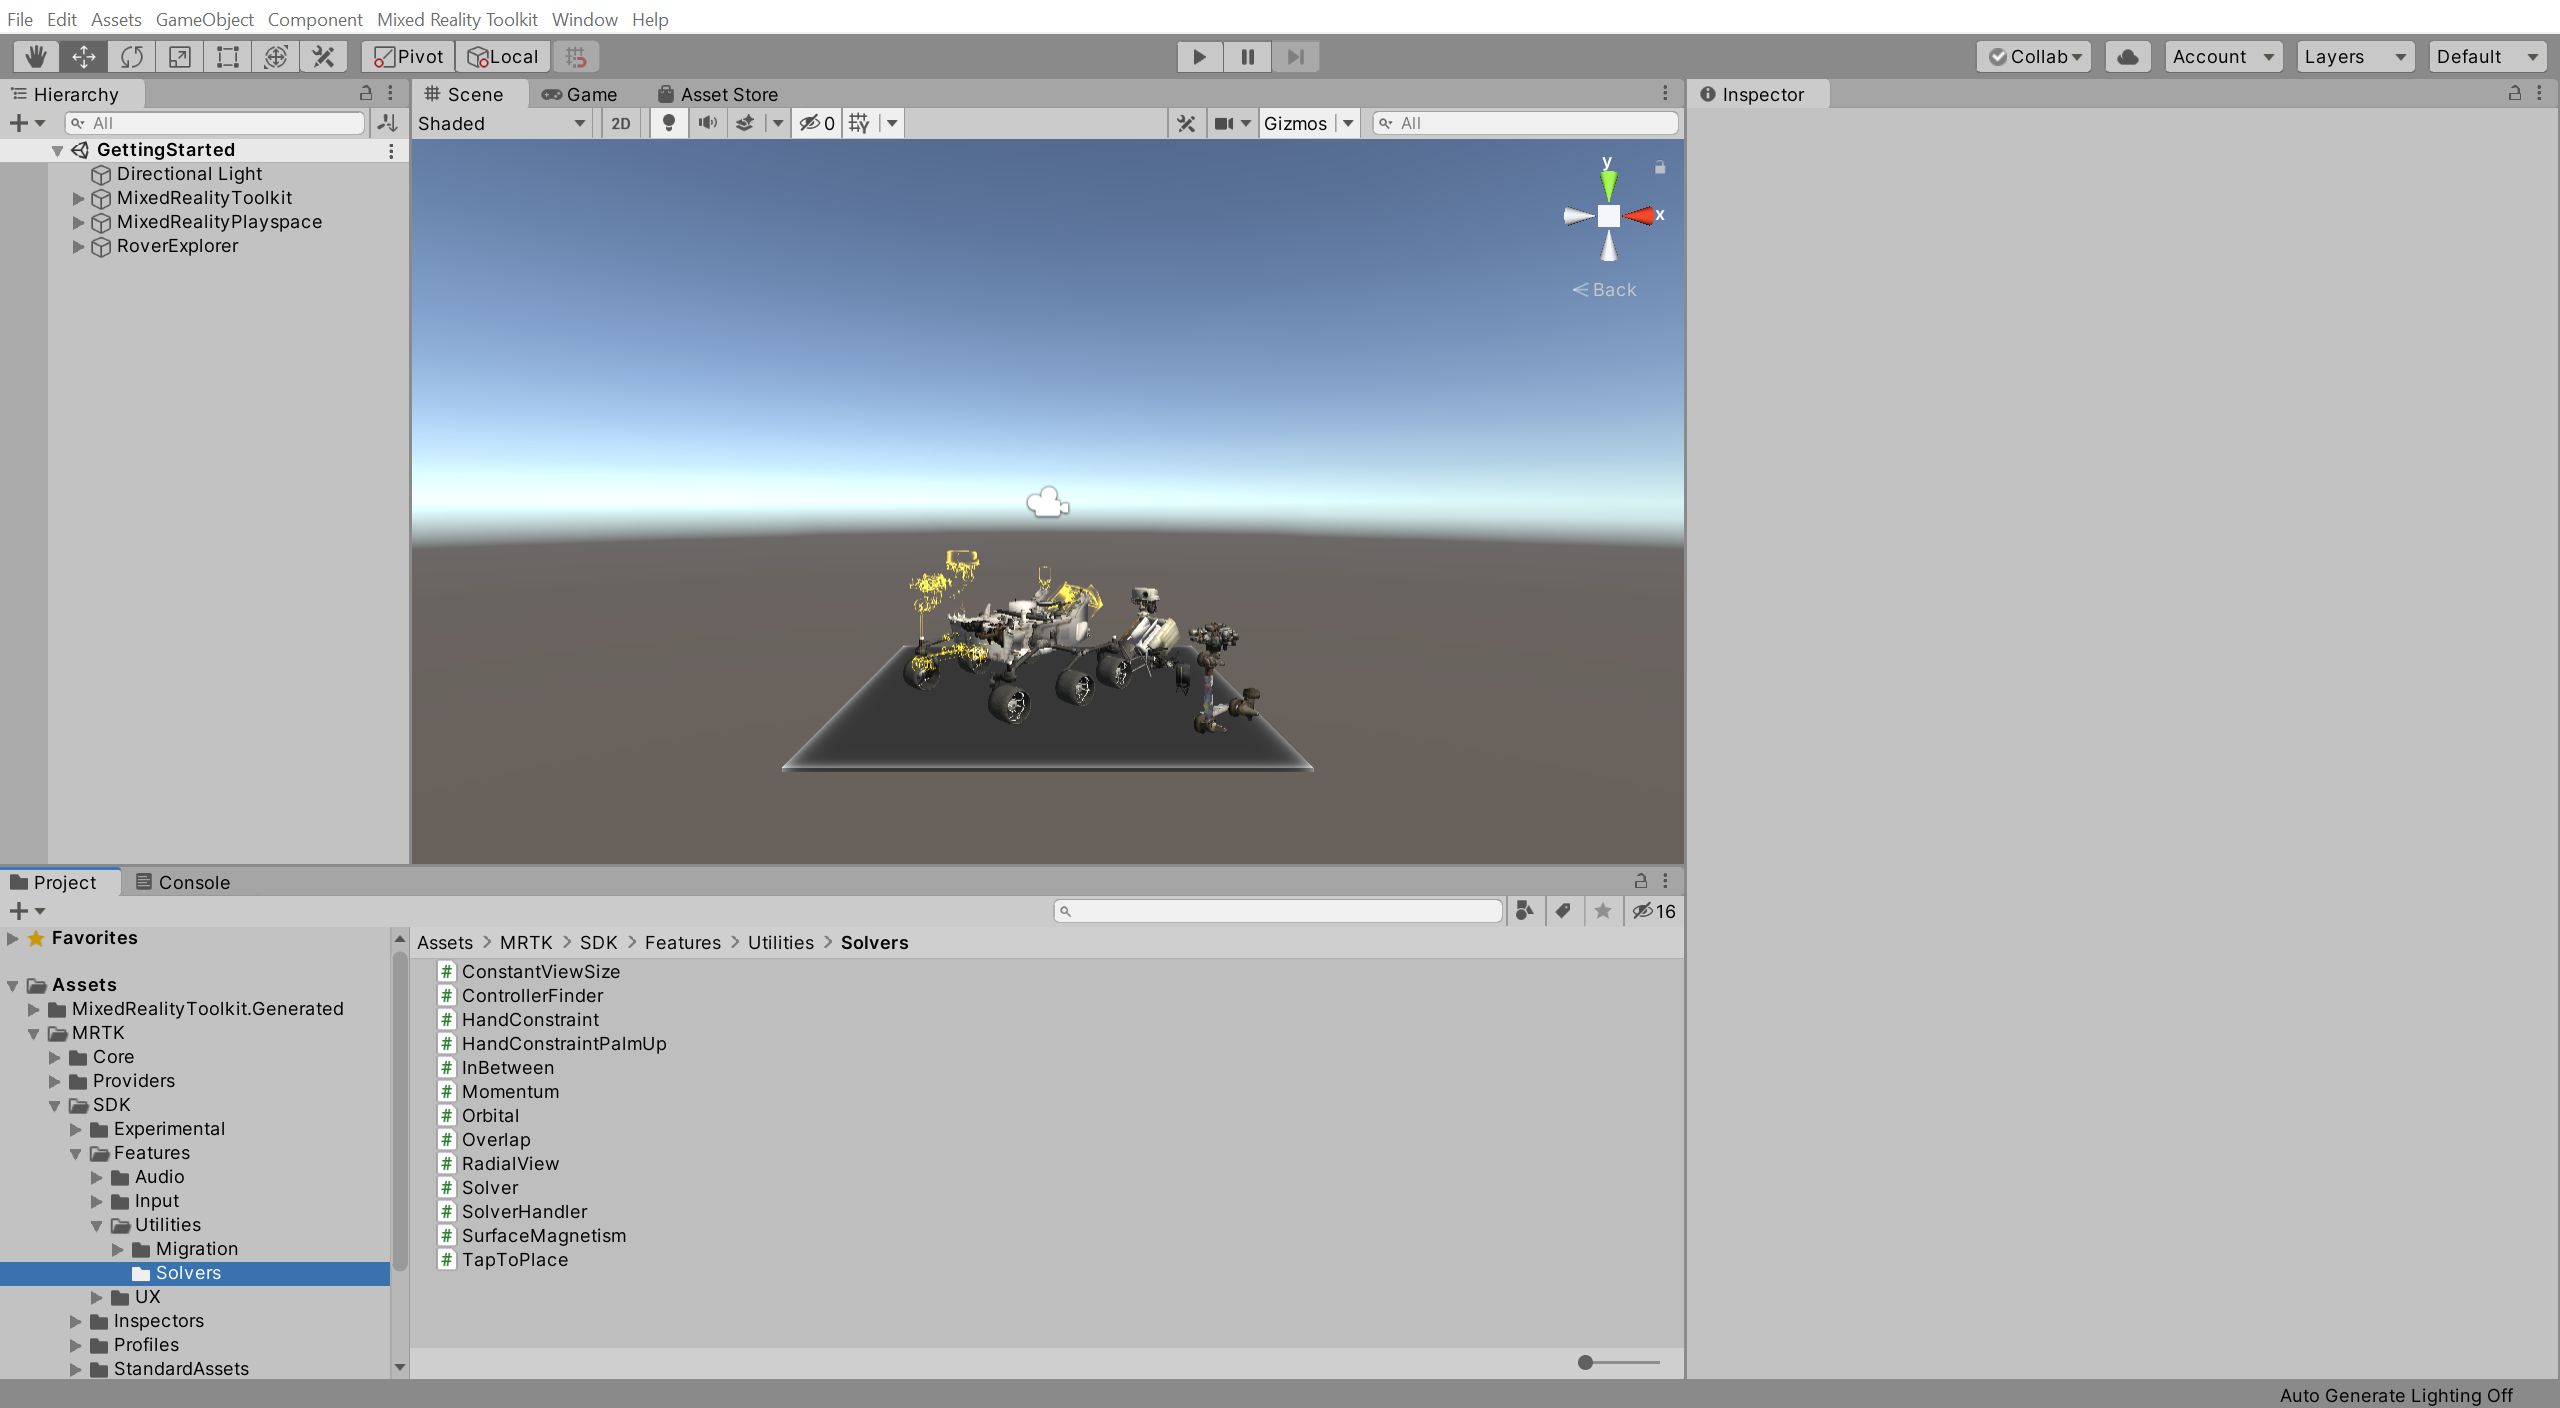 File Edit Assets GameObject Component Mixed Reality Toolkit Window Help
Pivot Local Collab Account Layers Default
Hierarchy
All
GettingStarted
Directional Light
MixedRealityToolkit
MixedRealityPlayspace
RoverExplorer
Scene Game Asset Store
Shaded 2D 0 Gizmos All
y
x
Back
Inspector
Project Console
16
Favorites
Assets
MixedRealityToolkit.Generated
MRTK
Core
Providers
SDK
Experimental
Features
Audio
Input
Utilities
Migration
Solvers
UX
Inspectors
Profiles
StandardAssets
Assets > MRTK > SDK > Features > Utilities > Solvers
# ConstantViewSize
# ControllerFinder
# HandConstraint
# HandConstraintPalmUp
# InBetween
# Momentum
# Orbital
# Overlap
# RadialView
# Solver
# SolverHandler
# SurfaceMagnetism
# TapToPlace
Auto Generate Lighting Off